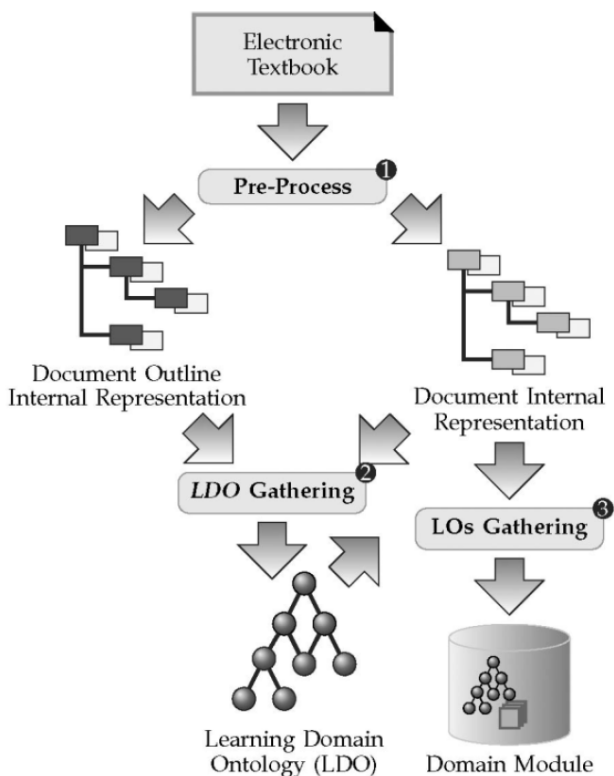 Electronic
Textbook
Pre-Process
1
Document Outline
Internal Representation
Document Internal
Representation
LDO Gathering
2
LOs Gathering
3
Learning Domain
Ontology (LDO)
Domain Module